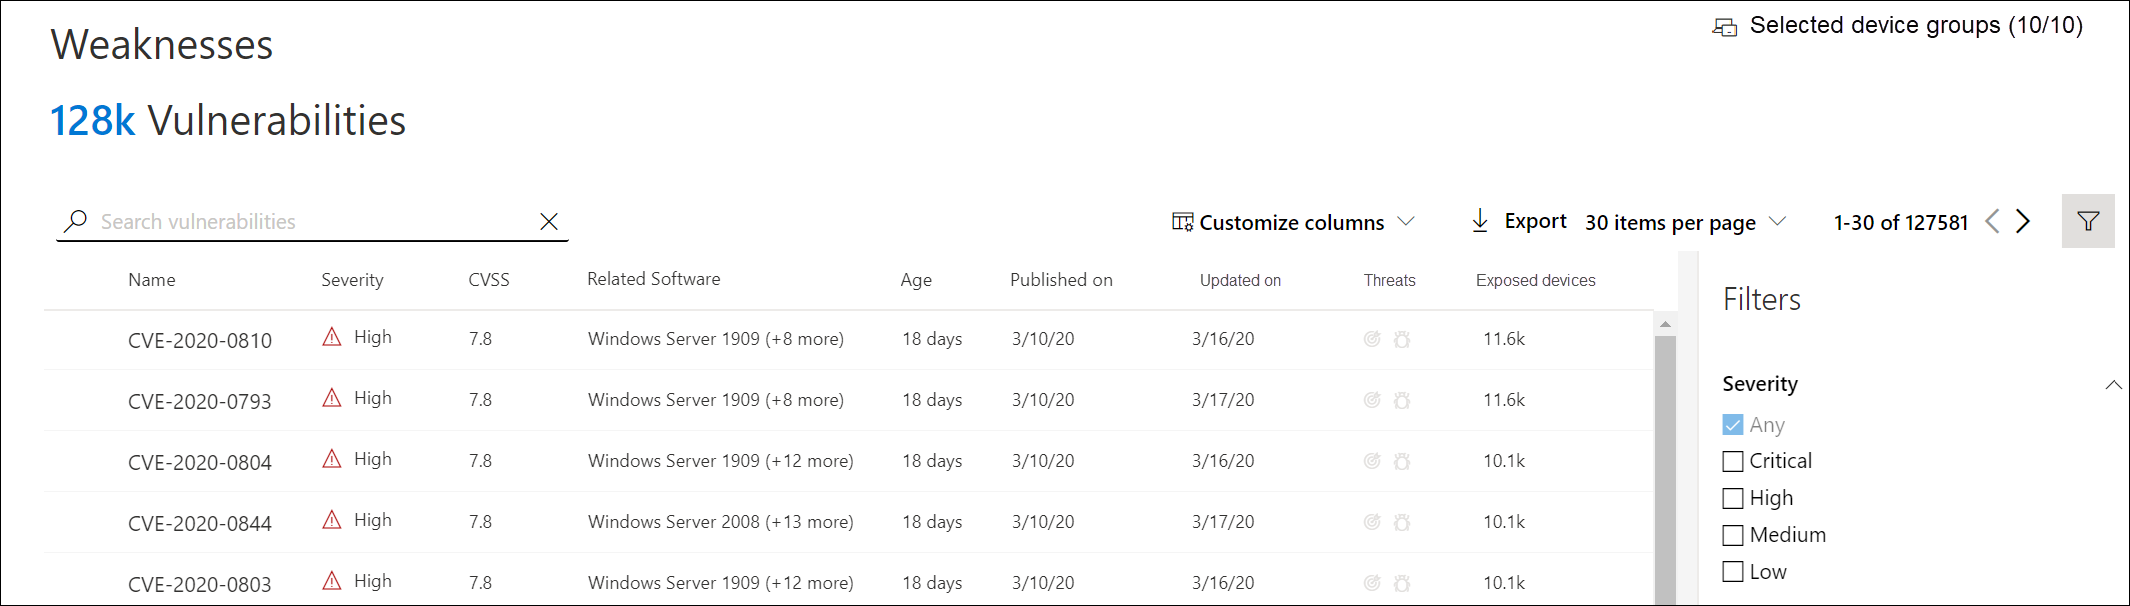 Selected device groups (10/10)
Weaknesses
128k Vulnerabilities
Search vulnerabilities
Customize columns Export 30 items per page 1-30 of 127581
Name Severity CVSS Related Software Age Published on Updated on Threats Exposed devices
CVE-2020-0810 High 7.8 Windows Server 1909 (+8 more) 18 days 3/10/20 3/16/20 11.6k
CVE-2020-0793 High 7.8 Windows Server 1909 (+8 more) 18 days 3/10/20 3/17/20 11.6k
CVE-2020-0804 High 7.8 Windows Server 1909 (+12 more) 18 days 3/10/20 3/16/20 10.1k
CVE-2020-0844 High 7.8 Windows Server 2008 (+13 more) 18 days 3/10/20 3/17/20 10.1k
CVE-2020-0803 High 7.8 Windows Server 1909 (+12 more) 18 days 3/10/20 3/16/20 10.1k
Filters
Severity
Any
Critical
High
Medium
Low